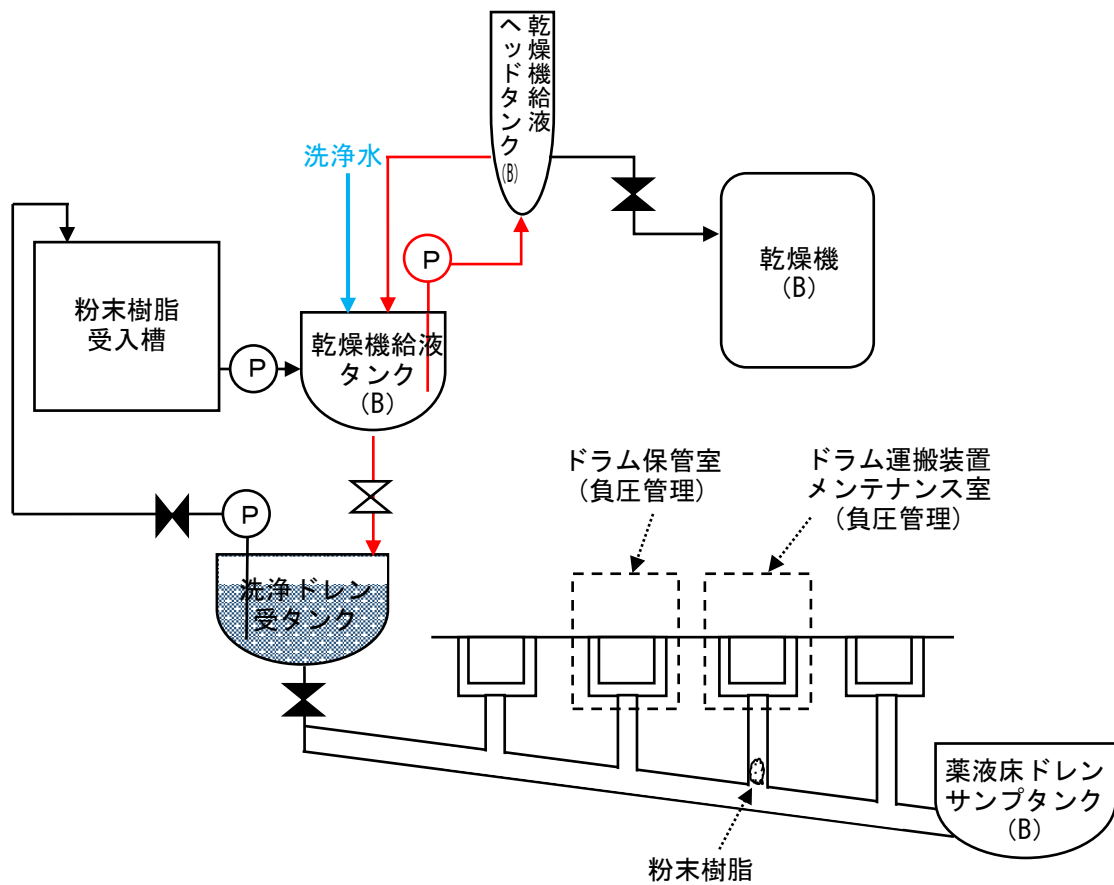 乾燥機給液
ヘッドタンク
(B)
洗浄水
P
乾燥機
(B)
粉末樹脂
受入槽
P
乾燥機給液
タンク
(B)
ドラム保管室
(負圧管理)
ドラム運搬装置
メンテナンス室
(負圧管理)
P
洗浄ドレン
受タンク
薬液床ドレン
サンプタンク
(B)
粉末樹脂